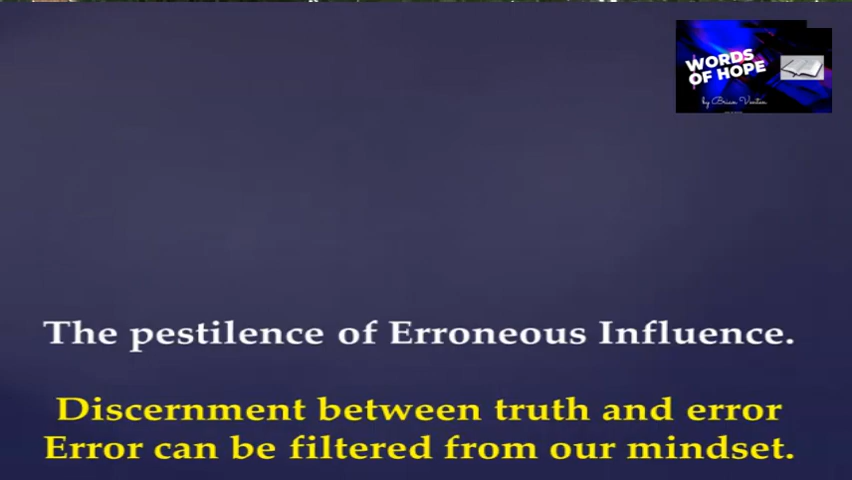 WORDS
OF HOPE
The pestilence of Erroneous Influence.
Discernment between truth and error
Error can be filtered from our mindset.